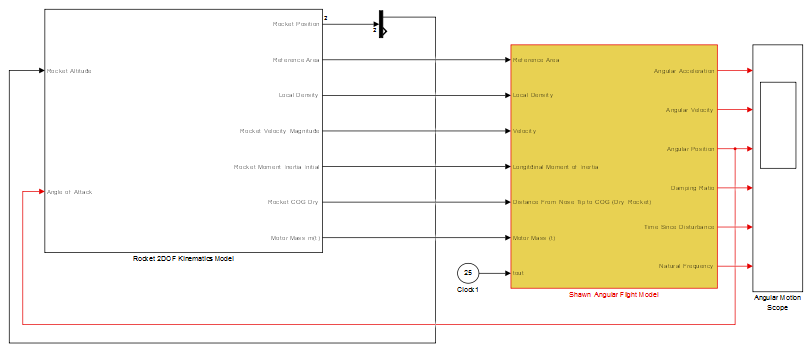 Rocket Position
2
2
Reference Area
Rocket Altitude
Local Density
Rocket Velocity Magnitude
Rocket Moment Inertia Initial
Angle of Attack
Rocket COG Dry
Motor Mass m(t)
Rocket 2DOF Kinematics Model
Reference Area
Angular Acceleration
Local Density
Angular Velocity
Velocity
Angular Position
Longitidinal Moment of Inertia
Damping Ratio
Distance From Nose Tip to COG (Dry Rocket)
Time Since Disturbance
Motor Mass (t)
Natural Frequency
25
Clock1
Shawn Angular Flight Model
Angular Motion
Scope